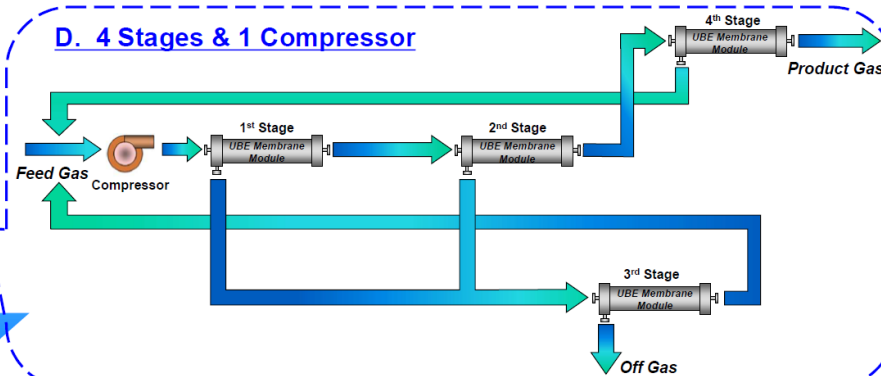 D. 4 Stages & 1 Compressor
4th Stage
UBE Membrane
Module
Product Gas
1st Stage
UBE Membrane
Module
2nd Stage
UBE Membrane
Module
Feed Gas
Compressor
3rd Stage
UBE Membrane
Module
Off Gas